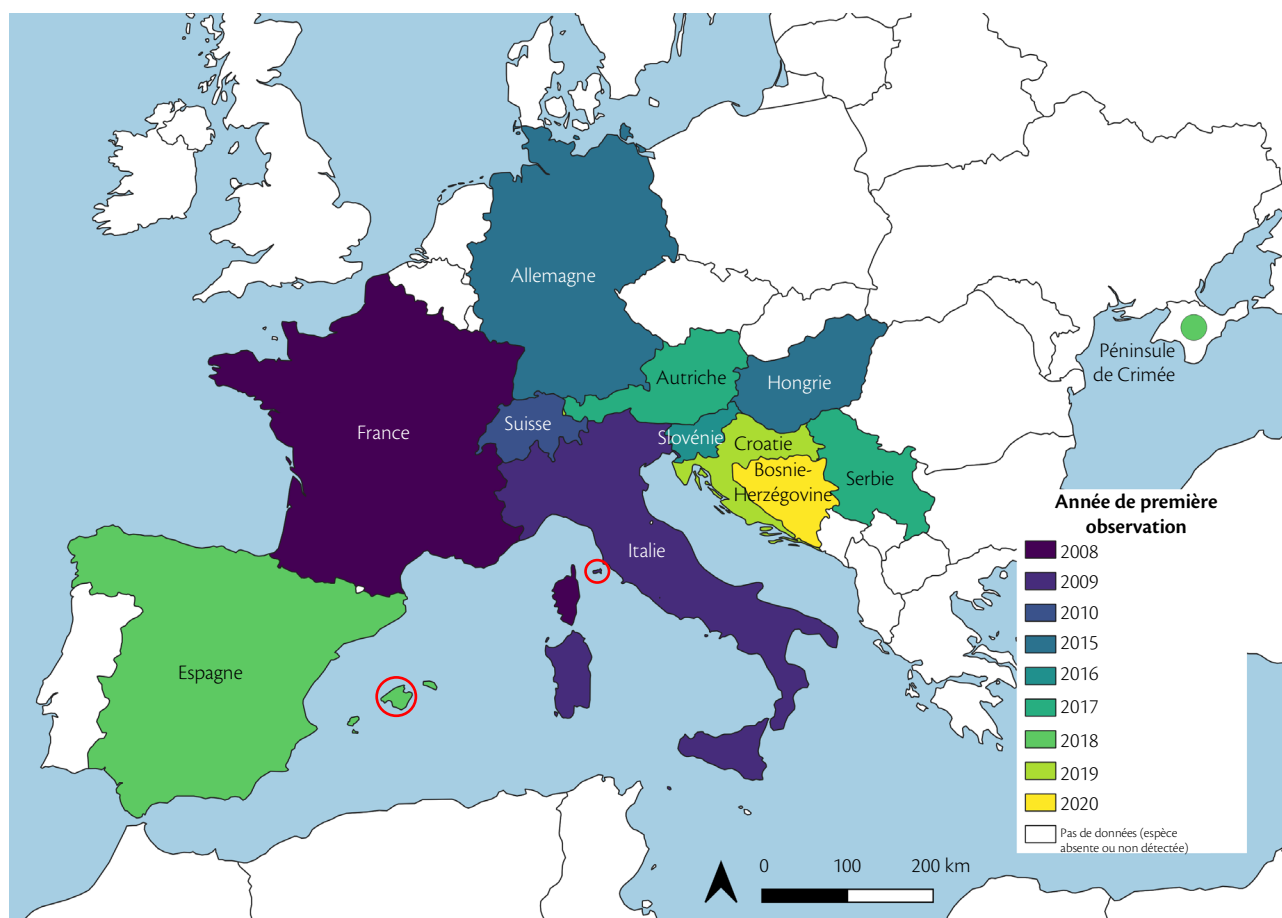 Allemagne
Péninsule
de Crimée
Autriche
Hongrie
Suisse
France
Slovénie
Croatie
Bosnie-
Herzégovine
Serbie
Italie
Espagne
Année de première
observation
2008
2009
2010
2015
2016
2017
2018
2019
2020
Pas de données (espèce
absente ou non détectée)
0 100 200 km